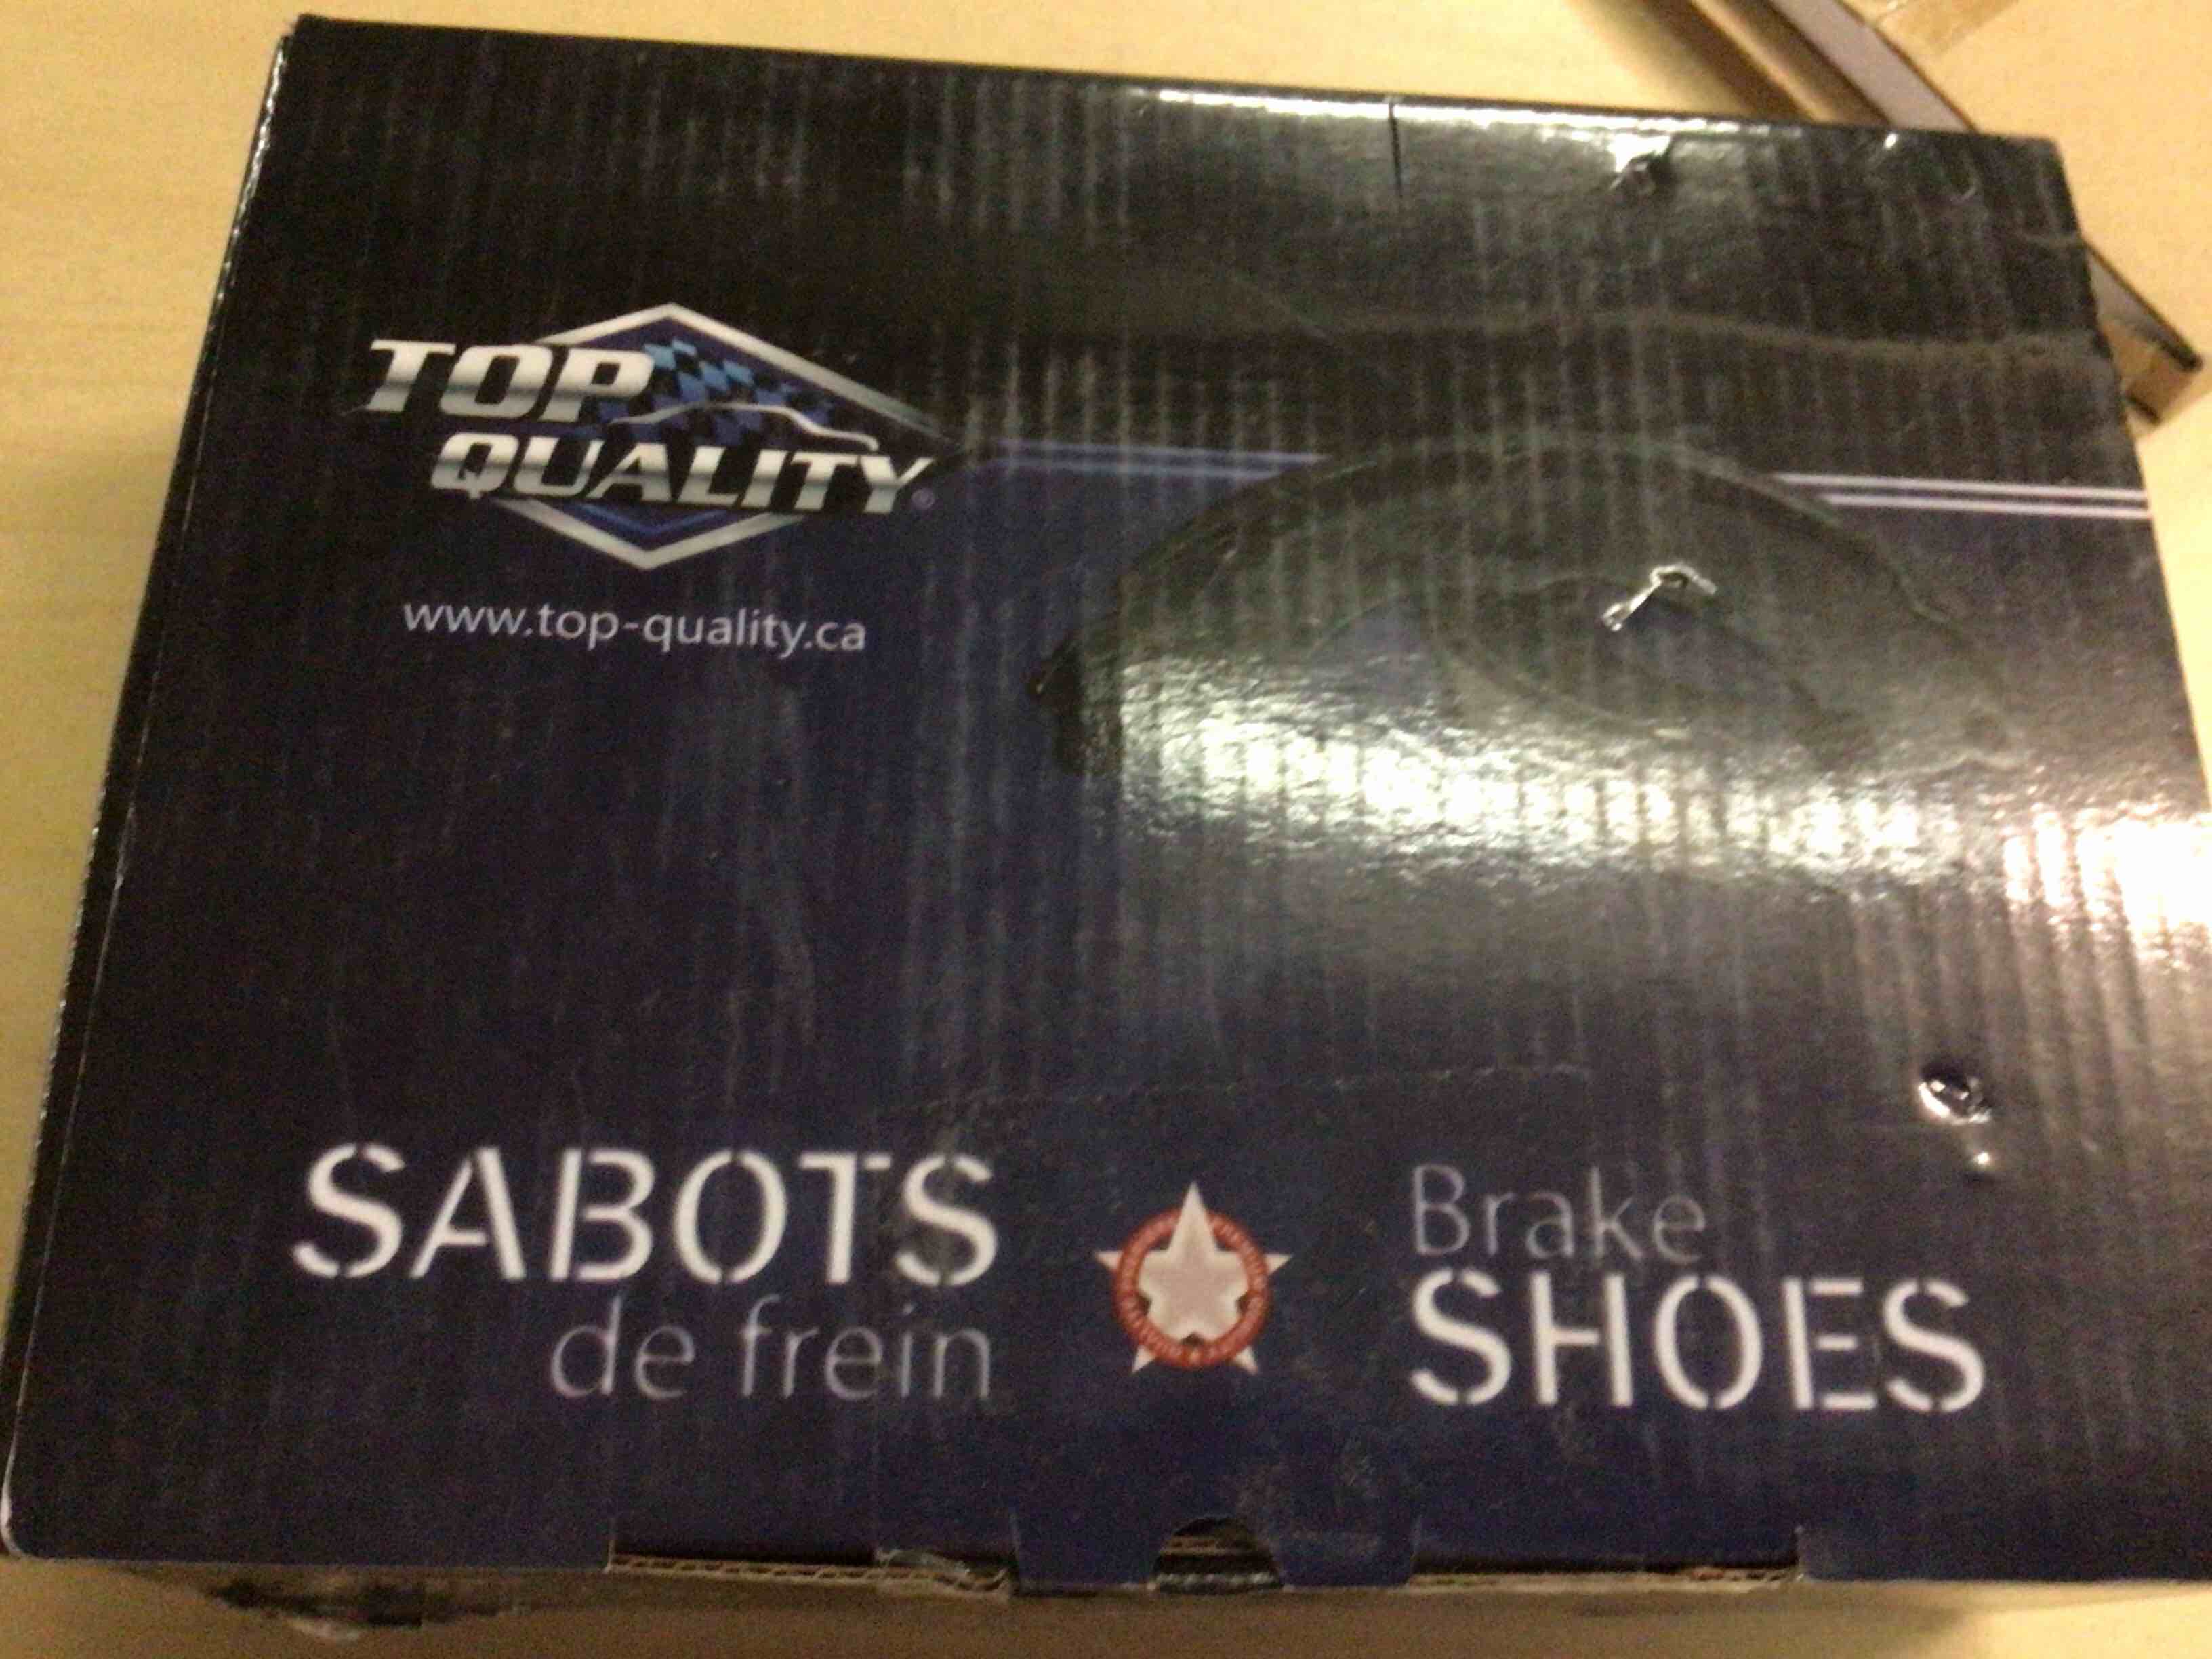 TOP
QUALITY
www.top-quality.ca
SABOTS
de frein
Brake
SHOES